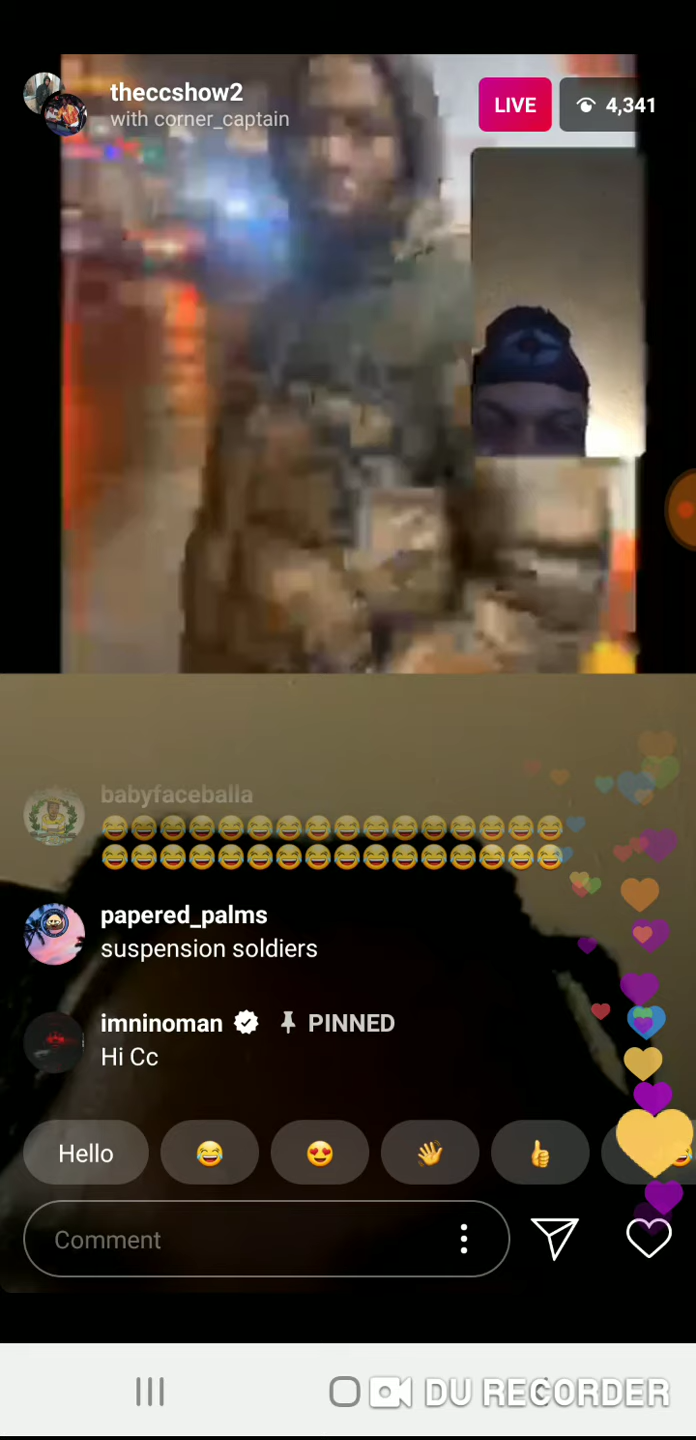 theccshow2
with corner_captain
LIVE
4,341
babyfaceballa
😂😂😂😂😂😂😂😂😂😂😂😂😂😂😂😂
😂😂😂😂😂😂😂😂😂😂😂😂😂😂😂😂
papered_palms
suspension soldiers
imninoman PINNED
Hi Cc
Hello 😂 😍 👋 👍
Comment
DU RECORDER